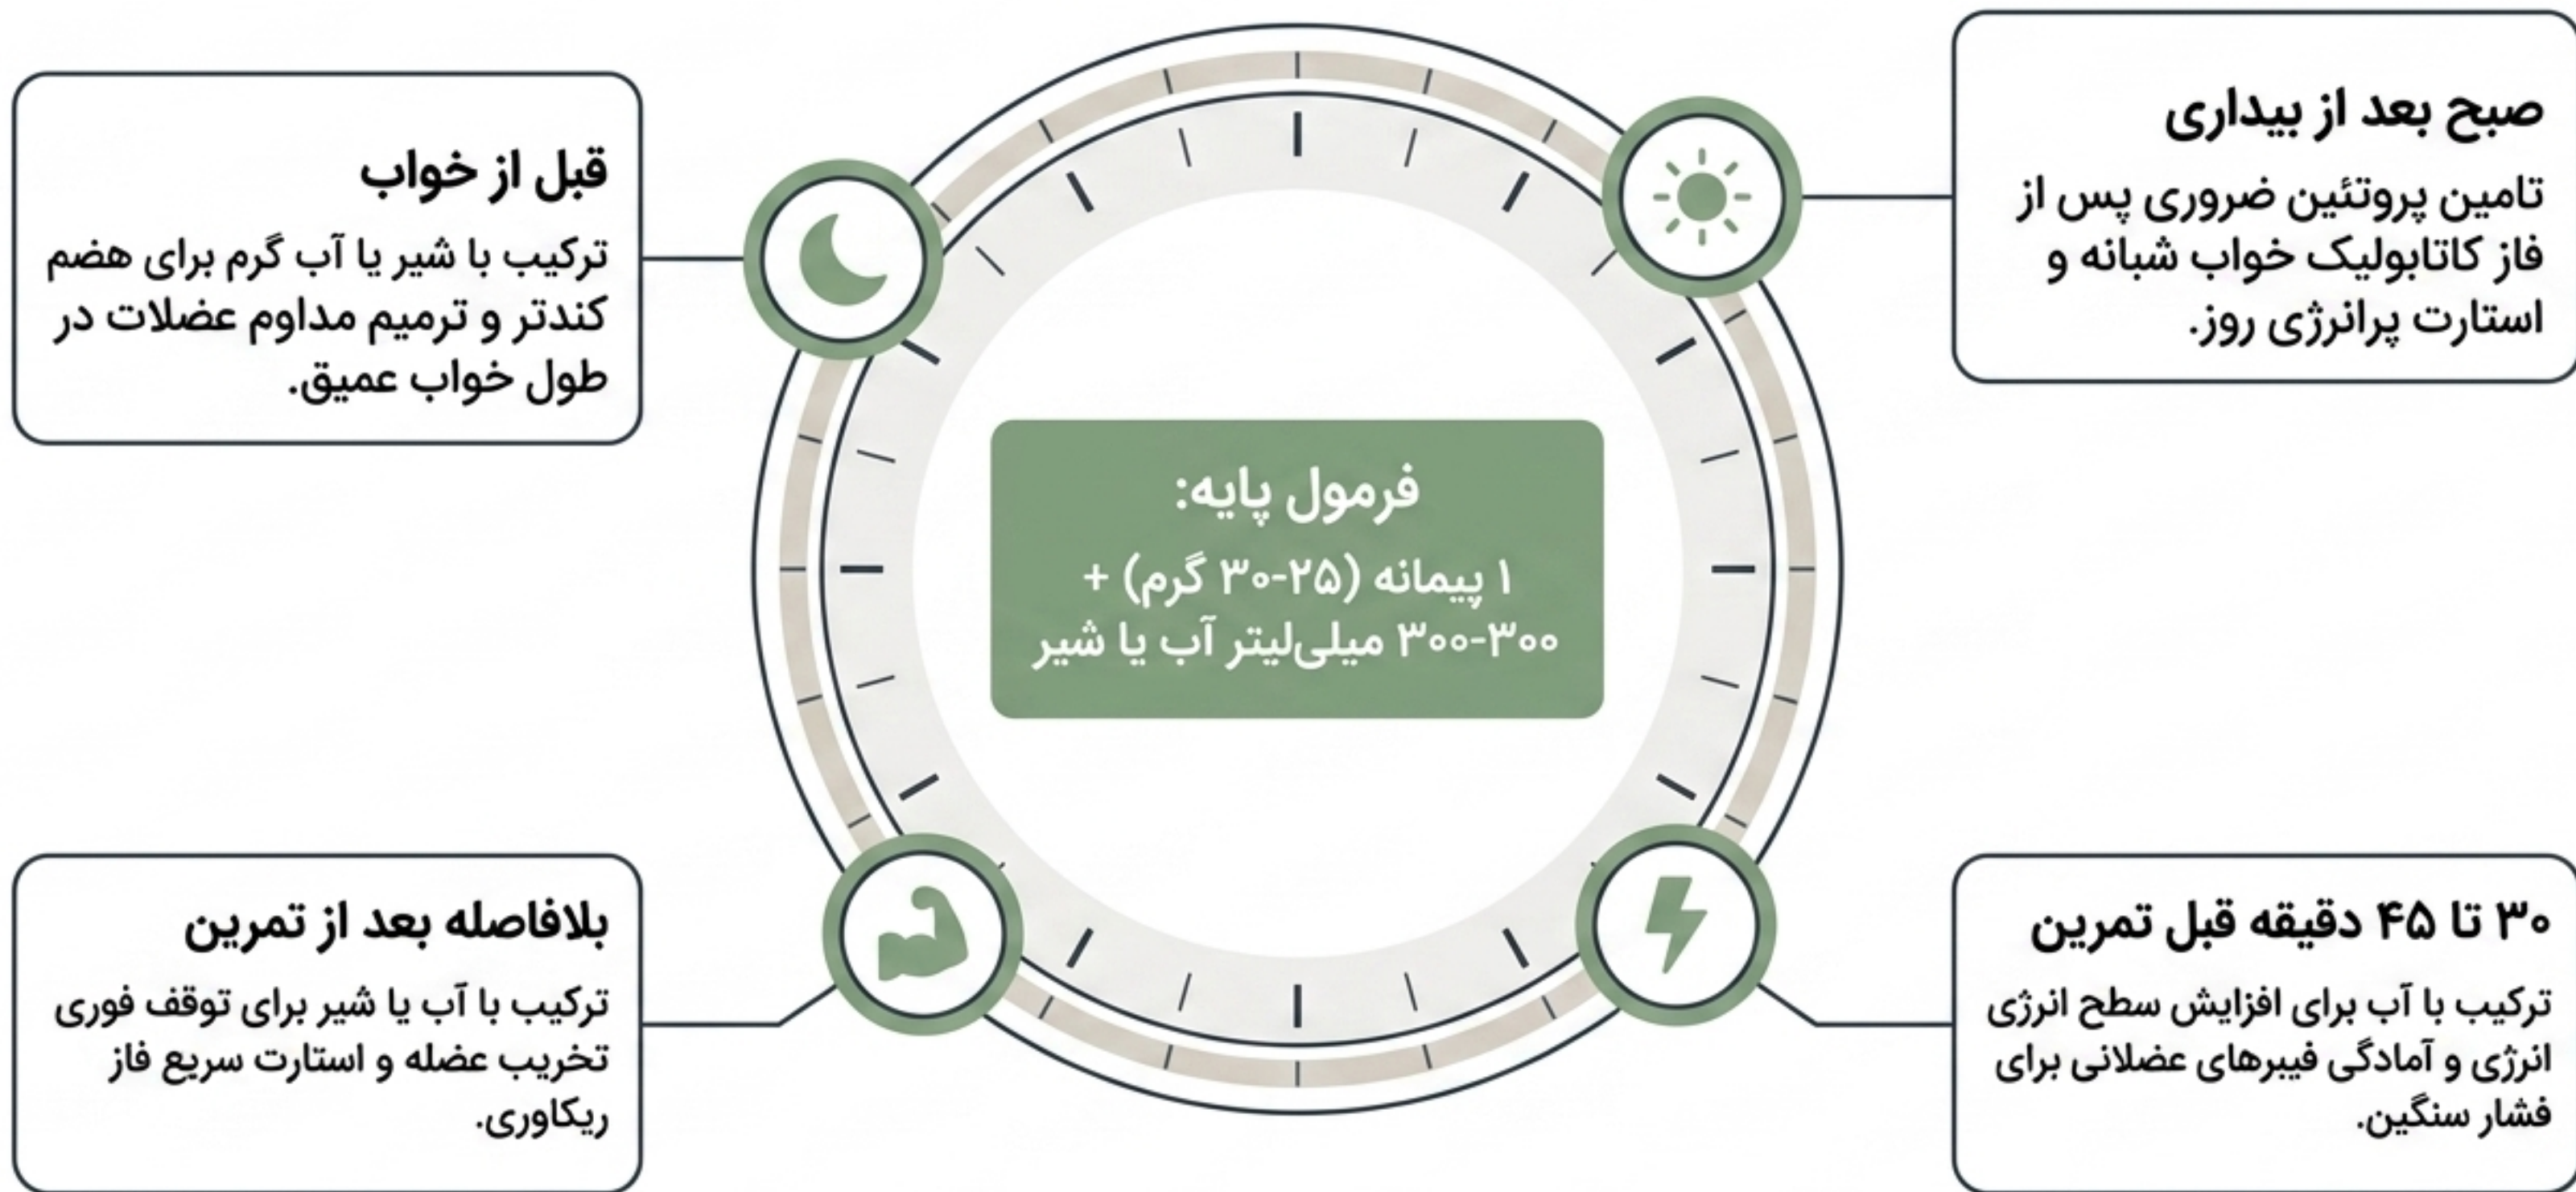 صبح بعد از بیداری
تامین پروتئین ضروری پس از
فاز کاتابولیک خواب شبانه و
استارت پرانرژی روز.
قبل از خواب
ترکیب با شیر یا آب گرم برای هضم
کندتر و ترمیم مداوم عضلات در
طول خواب عمیق.
فرمول پایه:
۱ پیمانه (۲۵-۳۰ گرم) +
۳۰۰-۳۰۰ میلی‌لیتر آب یا شیر
۳۰ تا ۴۵ دقیقه قبل تمرین
ترکیب با آب برای افزایش سطح انرژی
انرژی و آمادگی فیبرهای عضلانی برای
فشار سنگین.
بلافاصله بعد از تمرین
ترکیب با آب یا شیر برای توقف فوری
تخریب عضله و استارت سریع فاز
ریکاوری.